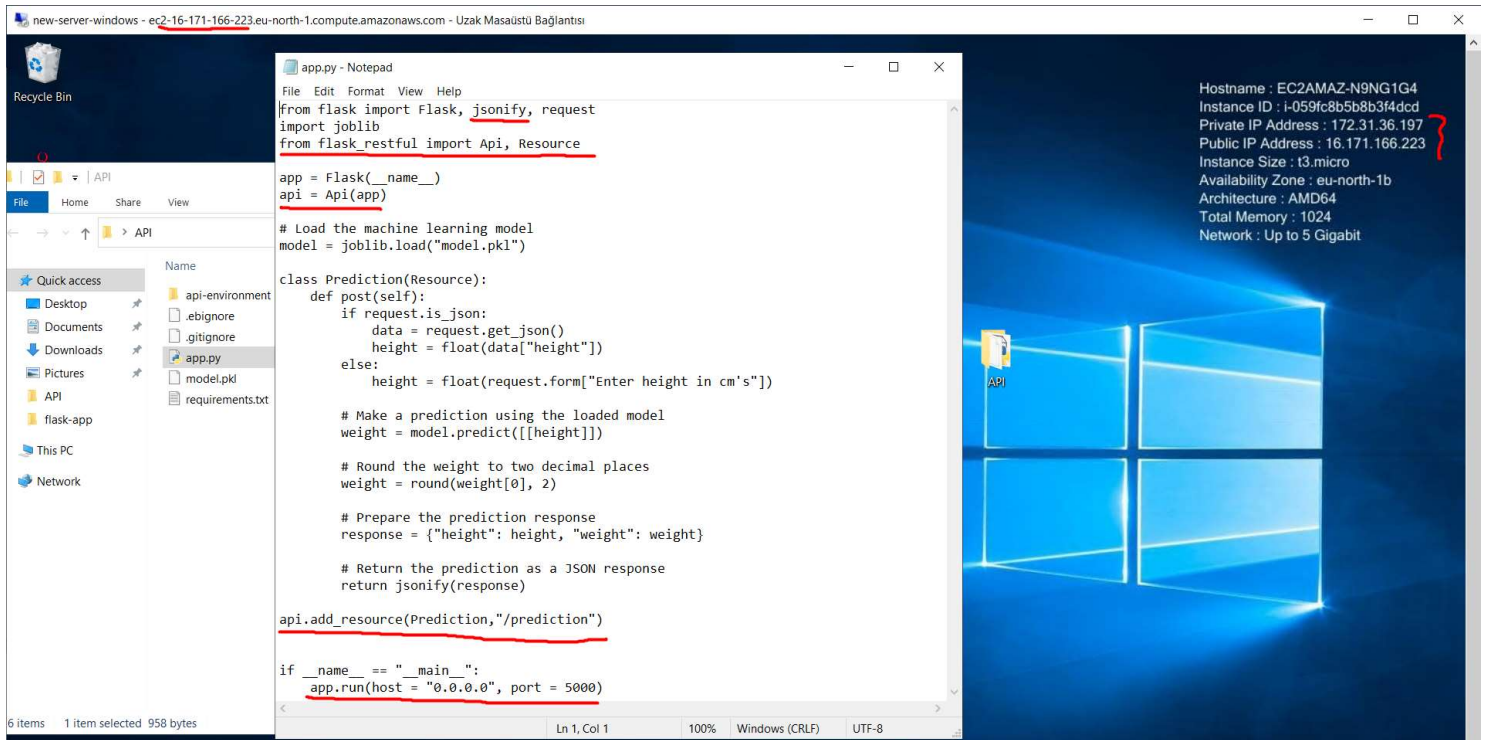 new-server-windows - ec2-16-171-166-223.eu-north-1.compute.amazonaws.com - Uzak Masaüstü Bağlantısı
Recycle Bin
API
File Home Share View
API
Name
Quick access
Desktop
Documents
Downloads
Pictures
API
flask-app
This PC
Network
api-environment
.ebignore
.gitignore
app.py
model.pkl
requirements.txt
6 items 1 item selected 958 bytes
app.py - Notepad
File Edit Format View Help
from flask import Flask, jsonify, request
import joblib
from flask_restful import Api, Resource

app = Flask(__name__)
api = Api(app)

# Load the machine learning model
model = joblib.load("model.pkl")

class Prediction(Resource):
    def post(self):
        if request.is_json:
            data = request.get_json()
            height = float(data["height"])
        else:
            height = float(request.form["Enter height in cm's"])

        # Make a prediction using the loaded model
        weight = model.predict([[height]])

        # Round the weight to two decimal places
        weight = round(weight[0], 2)

        # Prepare the prediction response
        response = {"height": height, "weight": weight}

        # Return the prediction as a JSON response
        return jsonify(response)

api.add_resource(Prediction,"/prediction")

if __name__ == "__main__":
    app.run(host = "0.0.0.0", port = 5000)
Ln 1, Col 1 100% Windows (CRLF) UTF-8
API
Hostname : EC2AMAZ-N9NG1G4
Instance ID : i-059fc8b5b8b3f4dcd
Private IP Address : 172.31.36.197
Public IP Address : 16.171.166.223
Instance Size : t3.micro
Availability Zone : eu-north-1b
Architecture : AMD64
Total Memory : 1024
Network : Up to 5 Gigabit